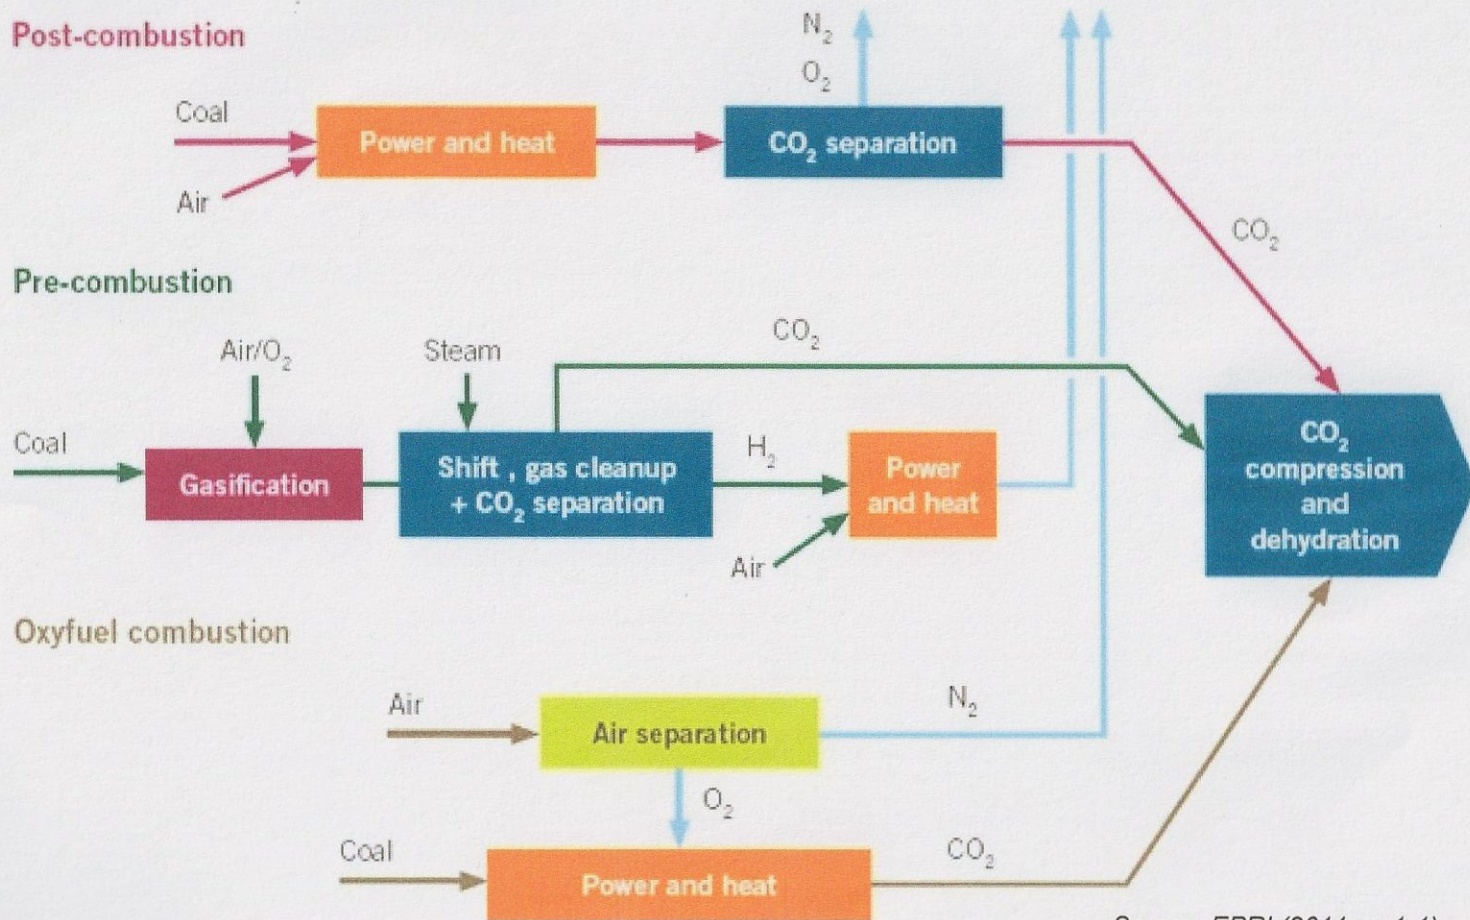 Post-combustion
N₂
O₂
Coal
Power and heat
CO₂ separation
Air
CO₂
Pre-combustion
Air/O₂
Steam
CO₂
Coal
Gasification
Shift , gas cleanup
+ CO₂ separation
H₂
Power
and heat
Air
CO₂
compression
and
dehydration
Oxyfuel combustion
Air
Air separation
N₂
O₂
Coal
Power and heat
CO₂